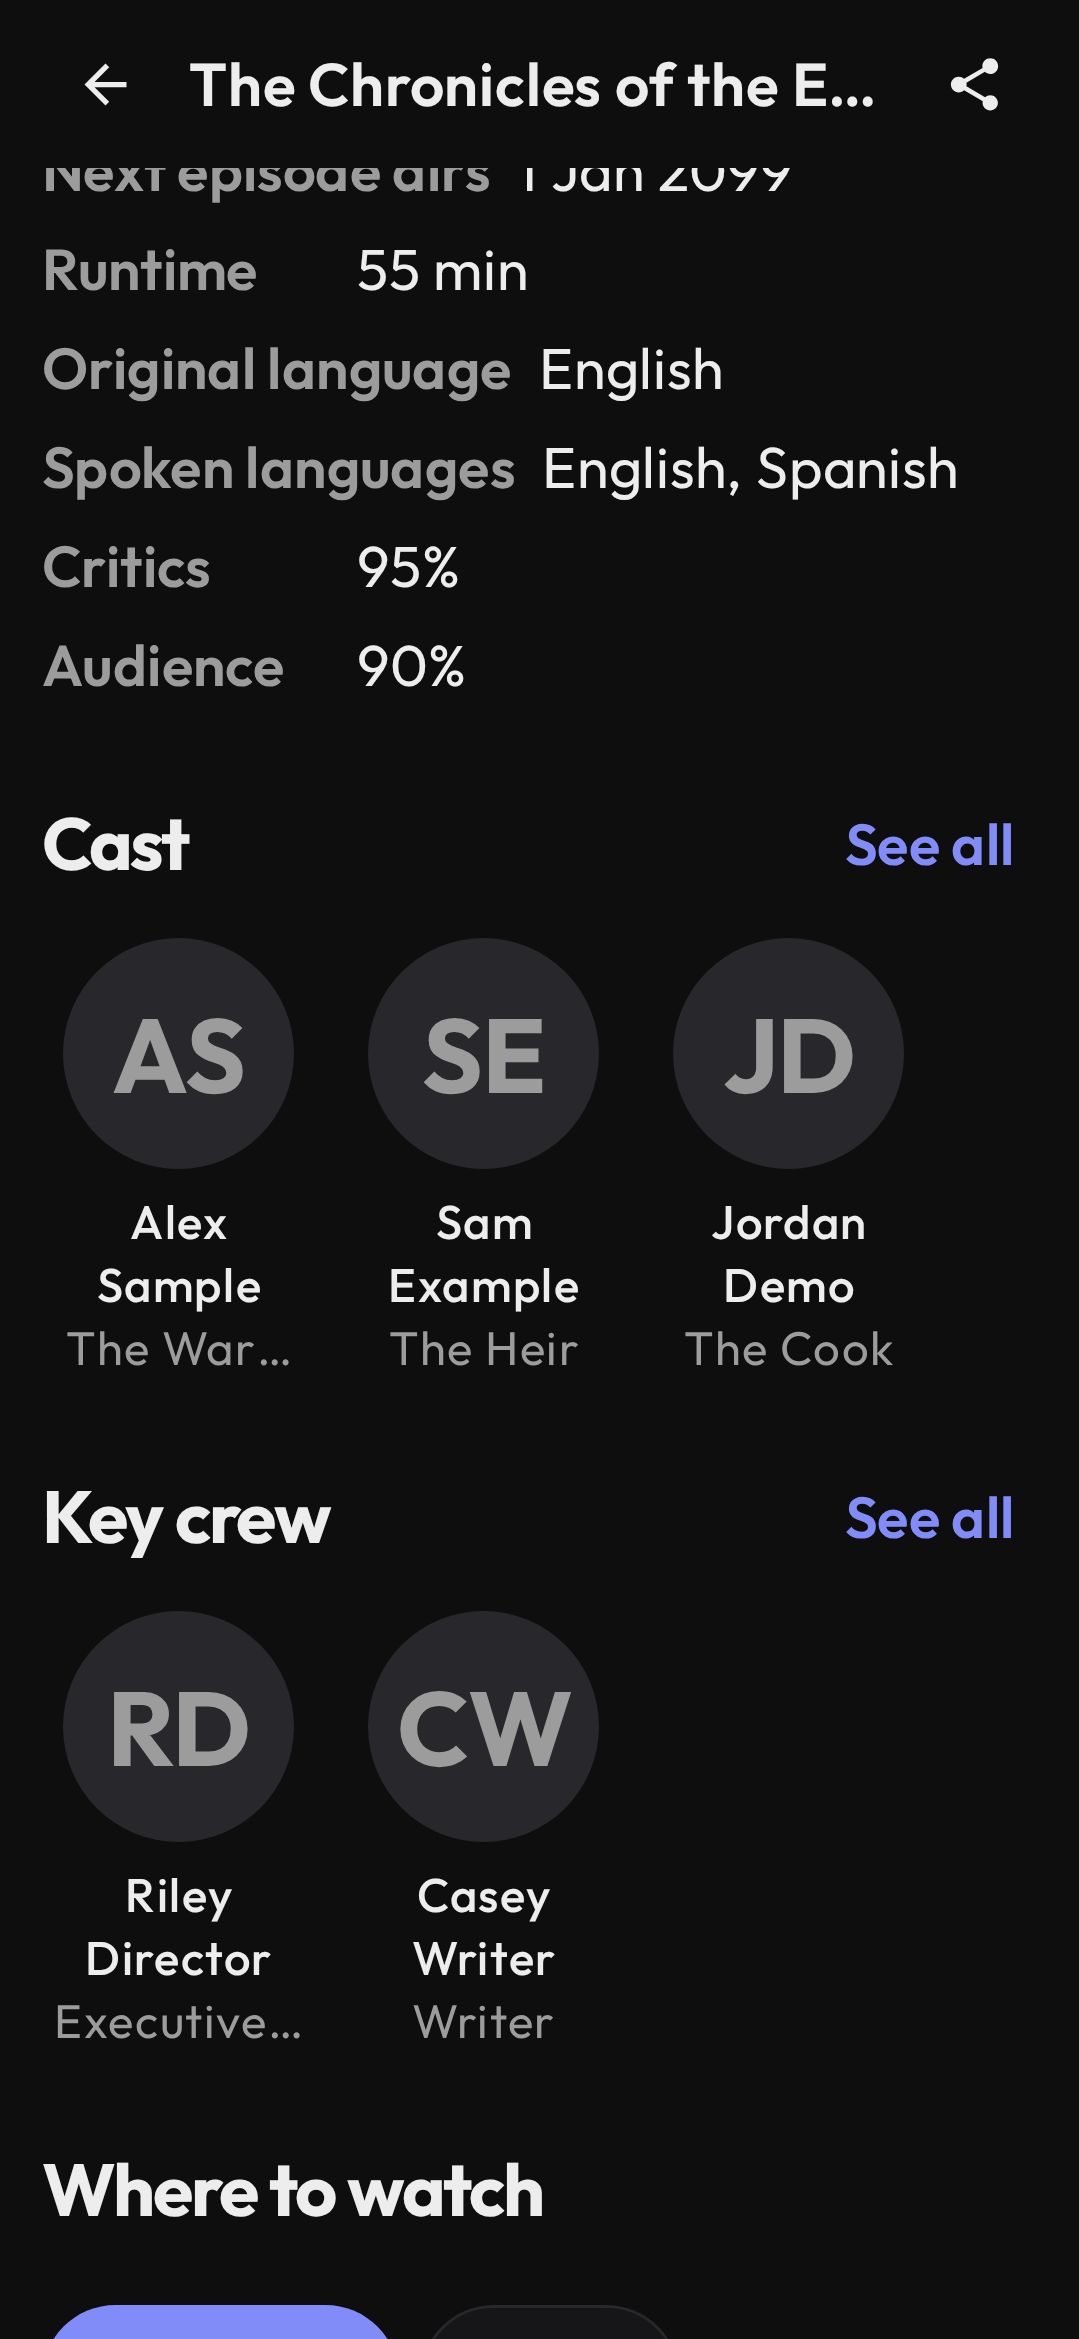 The Chronicles of the E...
Next episode airs 1 Jan 2099
Runtime 55 min
Original language English
Spoken languages English, Spanish
Critics 95%
Audience 90%
Cast See all
AS SE JD
Alex Sam Jordan
Sample Example Demo
The War... The Heir The Cook
Key crew See all
RD CW
Riley Casey
Director Writer
Executive... Writer
Where to watch